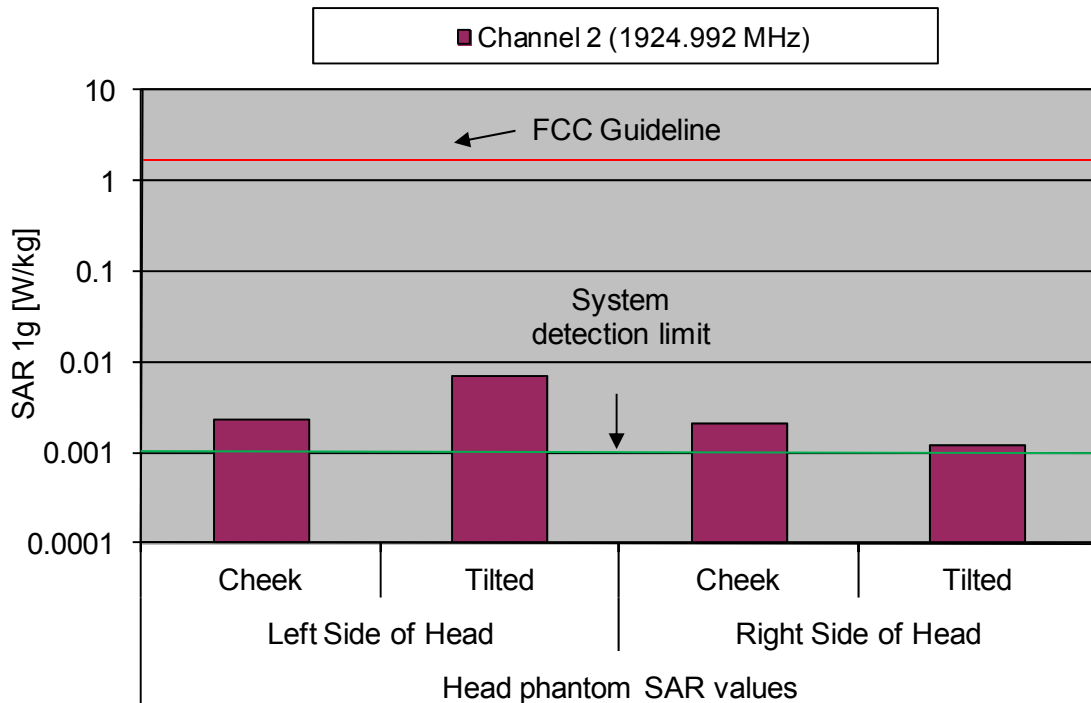 Channel 2 (1924.992 MHz)
10
FCC Guideline
1
SAR 1g [W/kg]
0.1
System
detection limit
0.01
0.001
0.0001
Cheek Tilted Cheek Tilted
Left Side of Head Right Side of Head
Head phantom SAR values